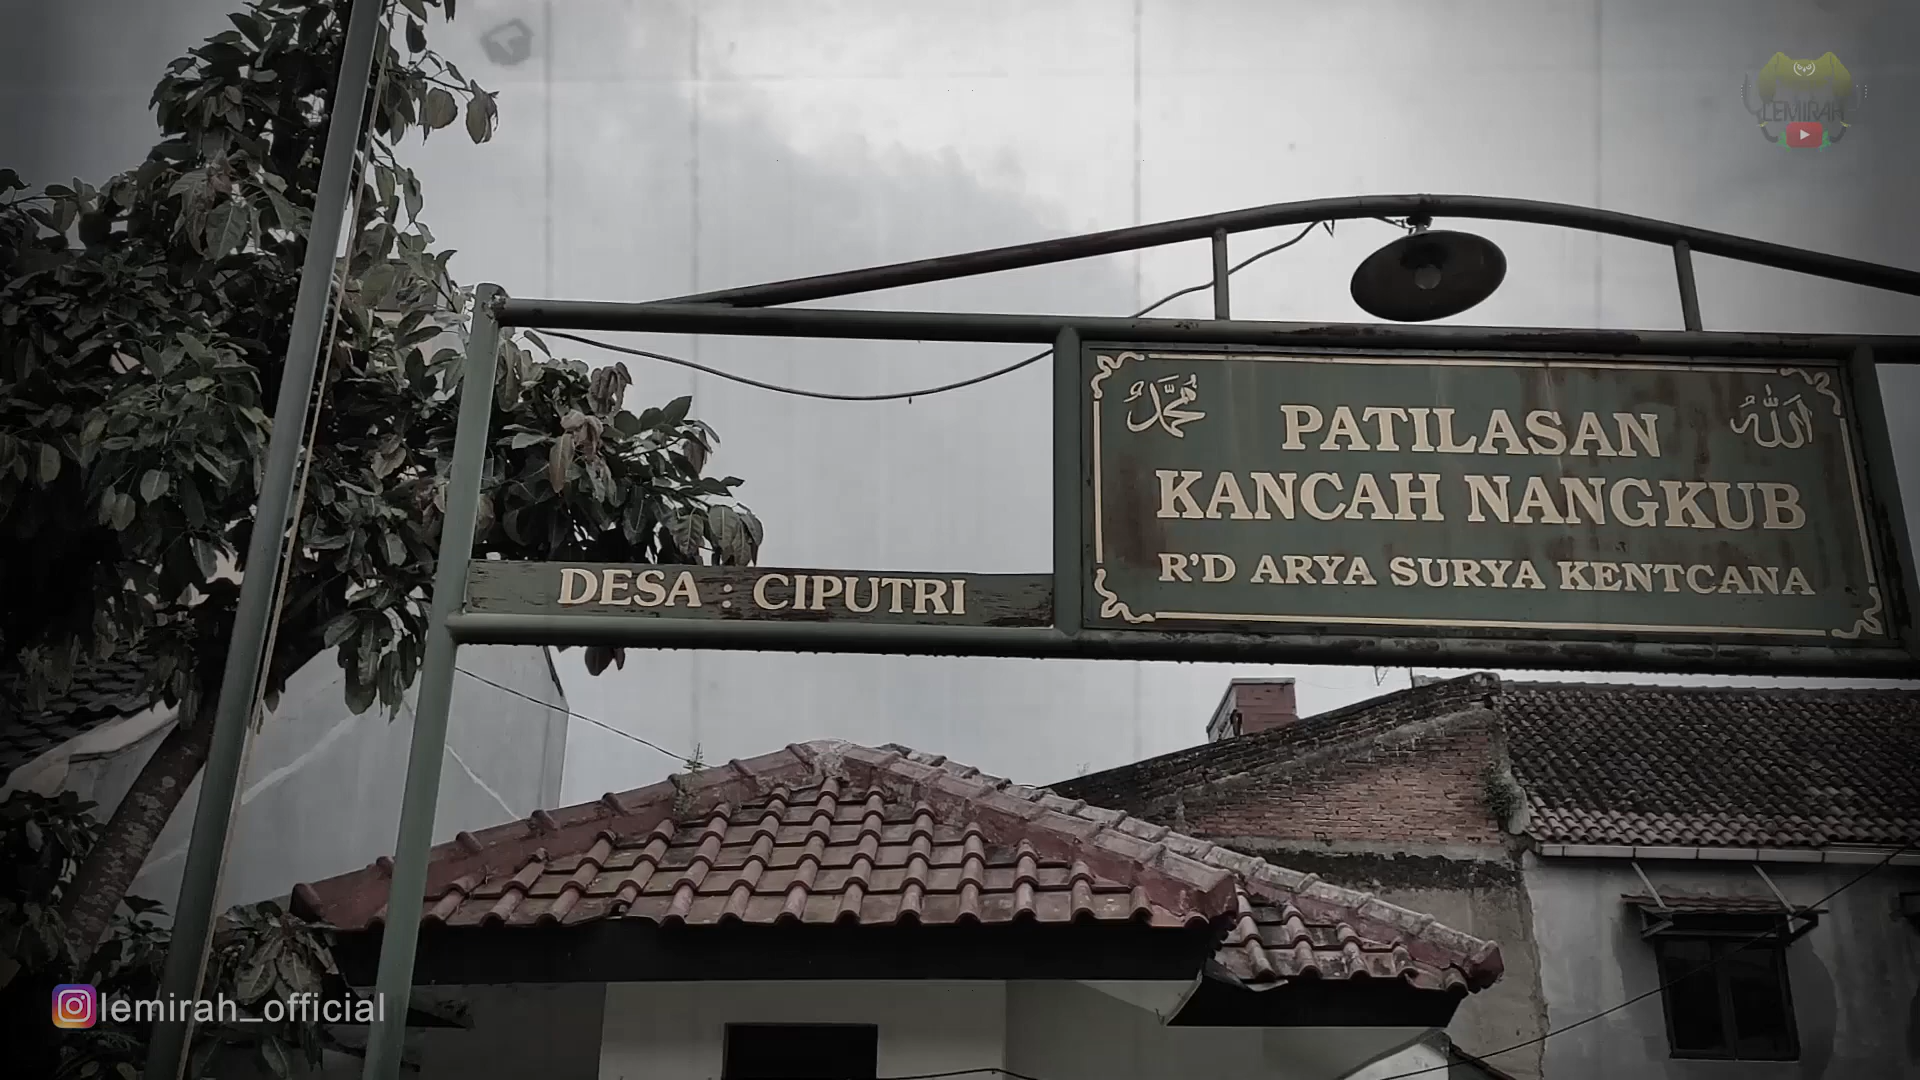 LEMIRAH
محمد
الله
PATILASAN
KANCAH NANGKUB
R'D ARYA SURYA KENTCANA
DESA : CIPUTRI
lemirah_official